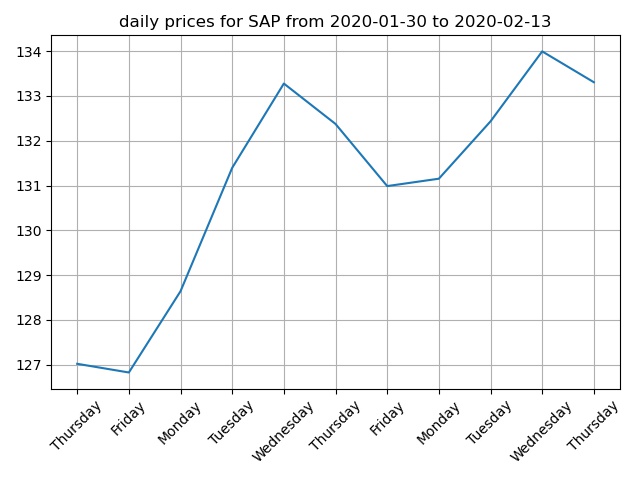 daily prices for SAP from 2020-01-30 to 2020-02-13
134
133
132
131
130
129
128
127
Thursday
Friday
Monday
Tuesday
Wednesday
Thursday
Friday
Monday
Tuesday
Wednesday
Thursday